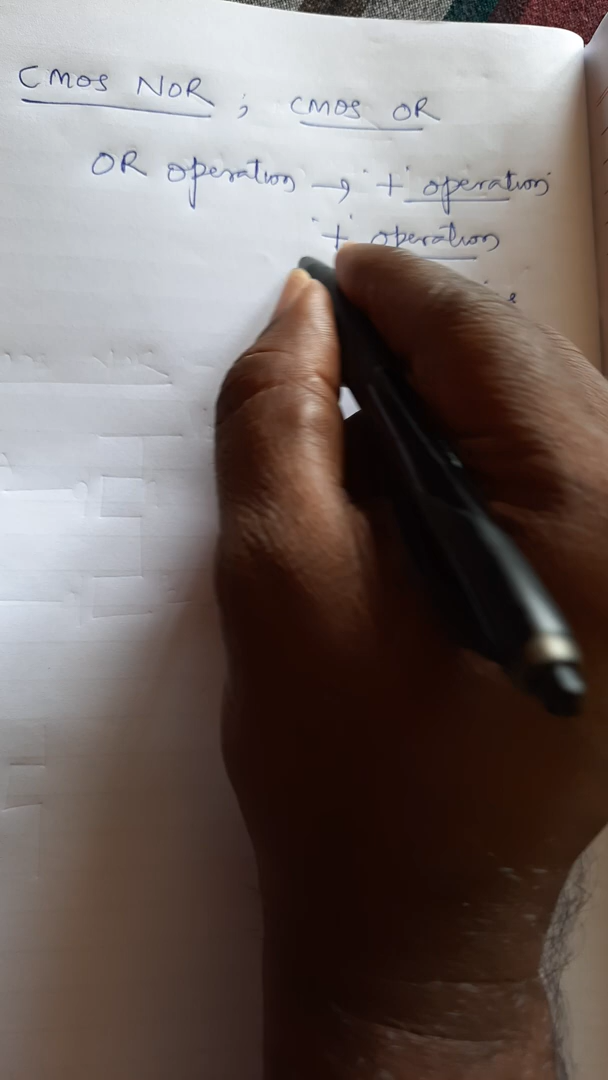 CMOS NOR ; CMOS OR
OR operation → '+' operation
'+' operation